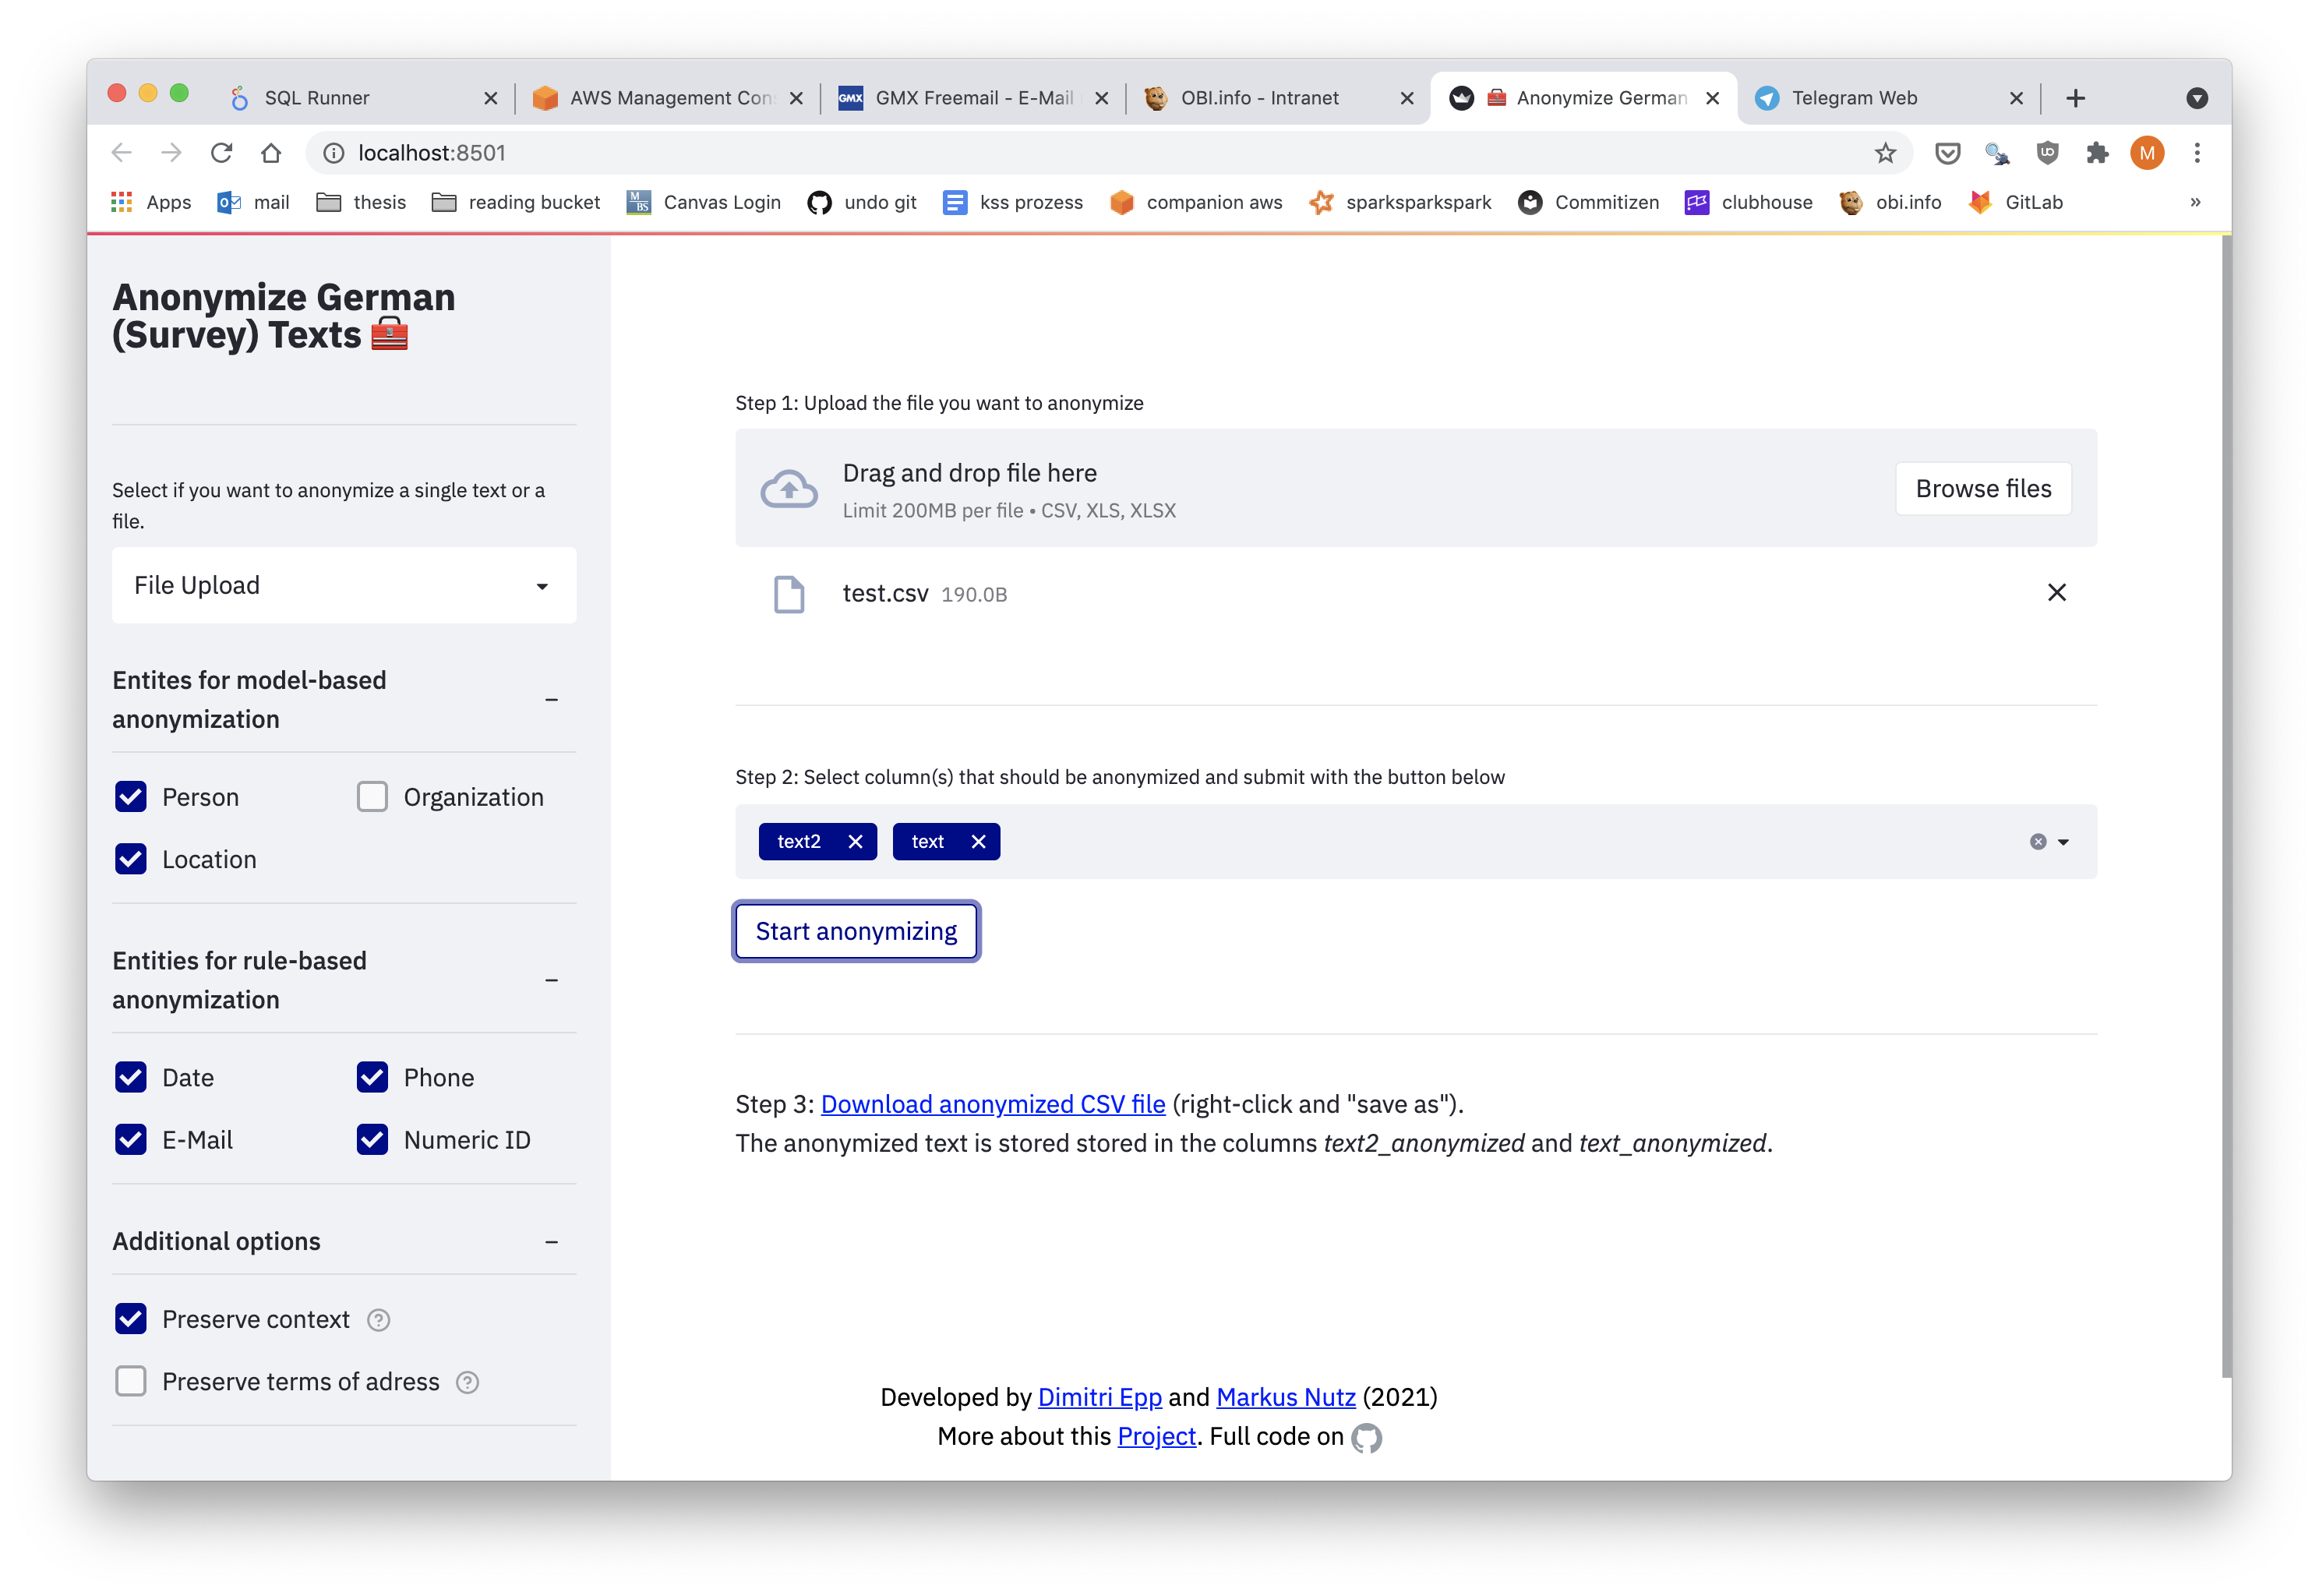 SQL Runner
AWS Management Con
GMX
GMX Freemail - E-Mail
OBI.info - Intranet
Anonymize German
Telegram Web
localhost:8501
M
Apps
mail
thesis
reading bucket
Canvas Login
undo git
kss prozess
companion aws
sparksparkspark
Commitizen
clubhouse
obi.info
GitLab
»
Anonymize German
(Survey) Texts
Select if you want to anonymize a single text or a
file.
File Upload
Entites for model-based
anonymization
Person
Organization
Location
Entities for rule-based
anonymization
Date
Phone
E-Mail
Numeric ID
Additional options
Preserve context
Preserve terms of adress
Step 1: Upload the file you want to anonymize
Drag and drop file here
Limit 200MB per file • CSV, XLS, XLSX
Browse files
test.csv 190.0B
Step 2: Select column(s) that should be anonymized and submit with the button below
text2
text
Start anonymizing
Step 3: Download anonymized CSV file (right-click and "save as").
The anonymized text is stored stored in the columns text2_anonymized and text_anonymized.
Developed by Dimitri Epp and Markus Nutz (2021)
More about this Project. Full code on